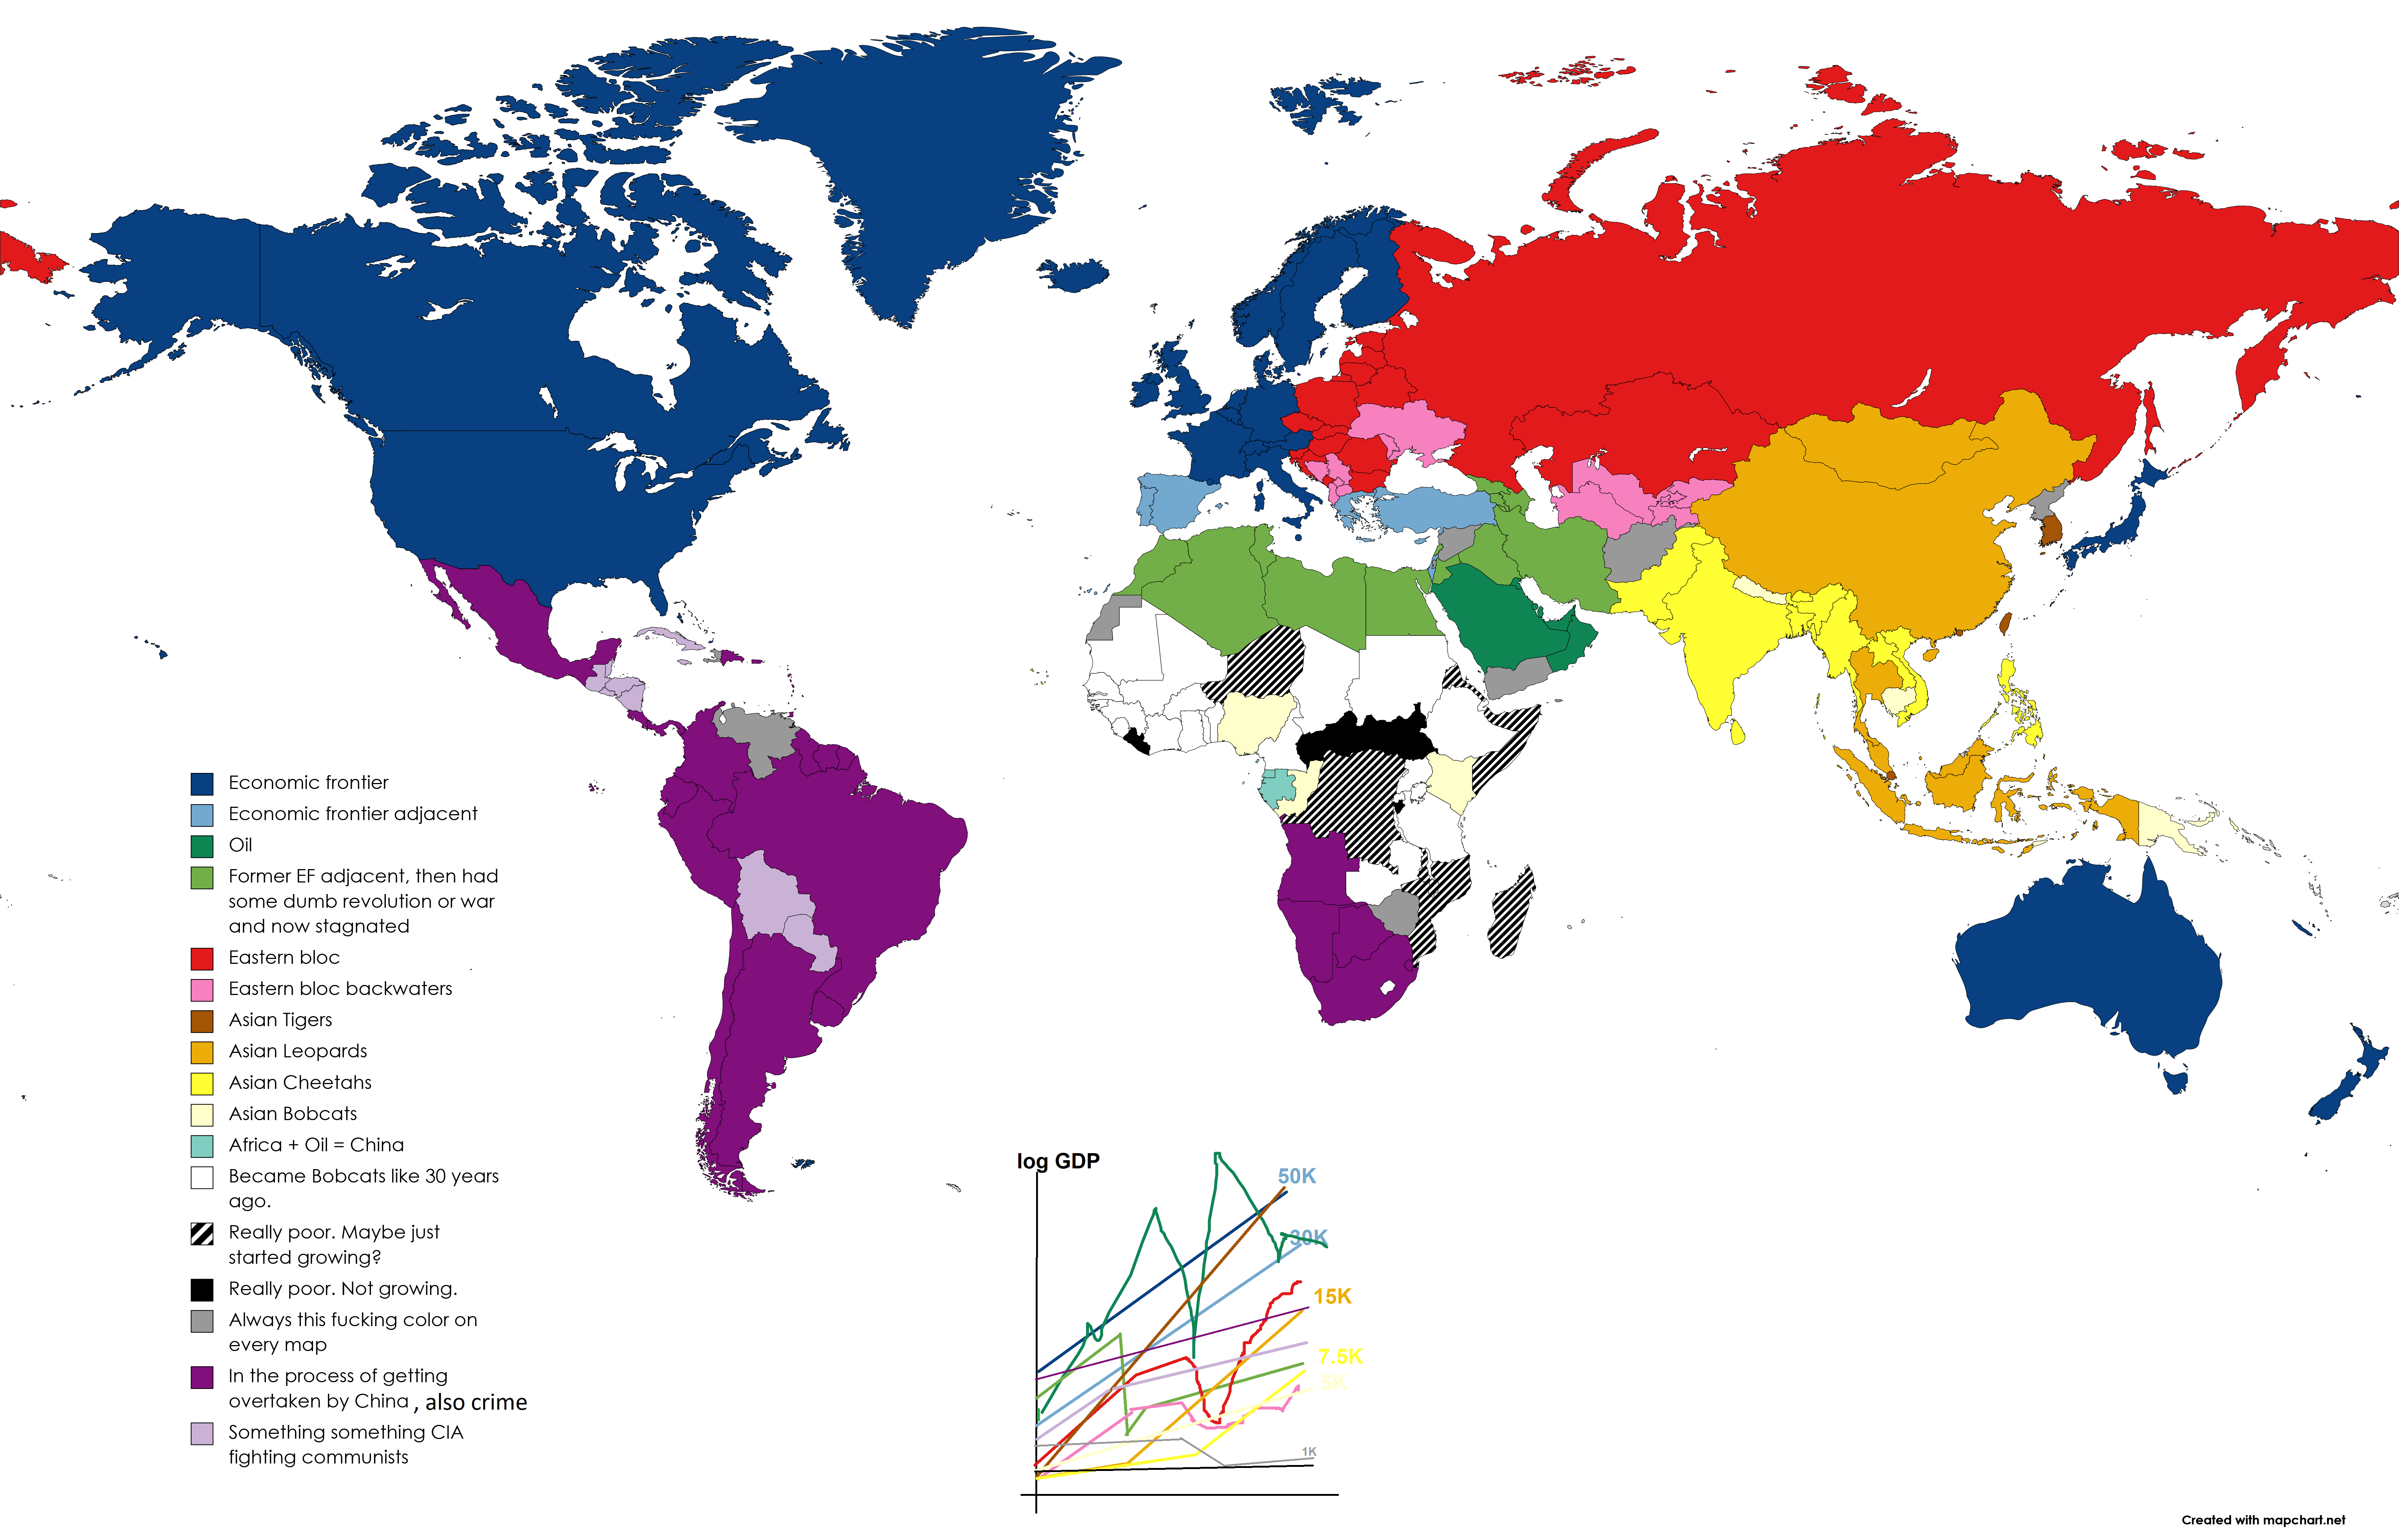 Economic frontier
Economic frontier adjacent
Oil
Former EF adjacent, then had
some dumb revolution or war
and now stagnated
Eastern bloc
Eastern bloc backwaters
Asian Tigers
Asian Leopards
Asian Cheetahs
Asian Bobcats
Africa + Oil = China
Became Bobcats like 30 years
ago.
Really poor. Maybe just
started growing?
Really poor. Not growing.
Always this fucking color on
every map
In the process of getting
overtaken by China , also crime
Something something CIA
fighting communists
log GDP
50K
30K
15K
7.5K
5K
1K
Created with mapchart.net